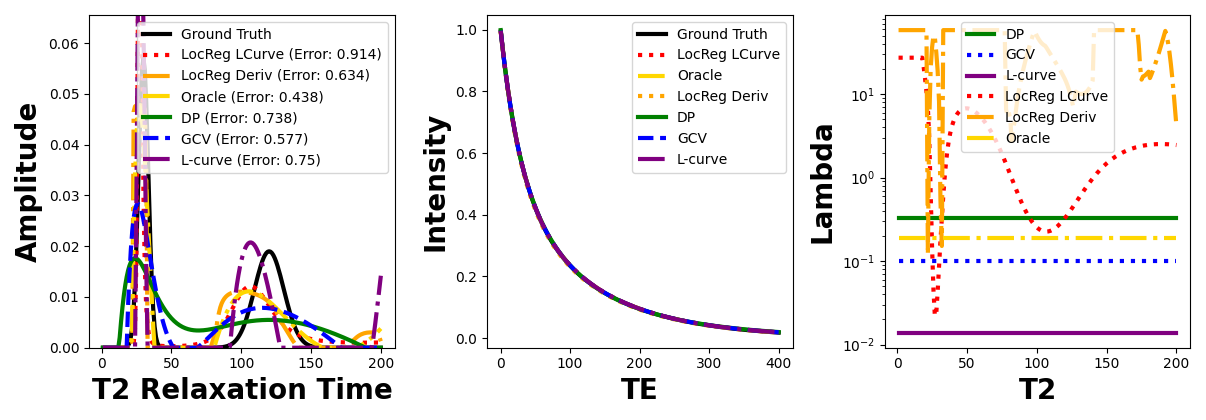 Amplitude
0.06
0.05
0.04
0.03
0.02
0.01
0.00
0
50
100
150
200
T2 Relaxation Time
Ground Truth
LocReg LCurve (Error: 0.914)
LocReg Deriv (Error: 0.634)
Oracle (Error: 0.438)
DP (Error: 0.738)
GCV (Error: 0.577)
L-curve (Error: 0.75)
Intensity
1.0
0.8
0.6
0.4
0.2
0.0
0
100
200
300
400
TE
Ground Truth
LocReg LCurve
Oracle
LocReg Deriv
DP
GCV
L-curve
Lambda
10¹
10⁰
10⁻¹
10⁻²
0
50
100
150
200
T2
DP
GCV
L-curve
LocReg LCurve
LocReg Deriv
Oracle